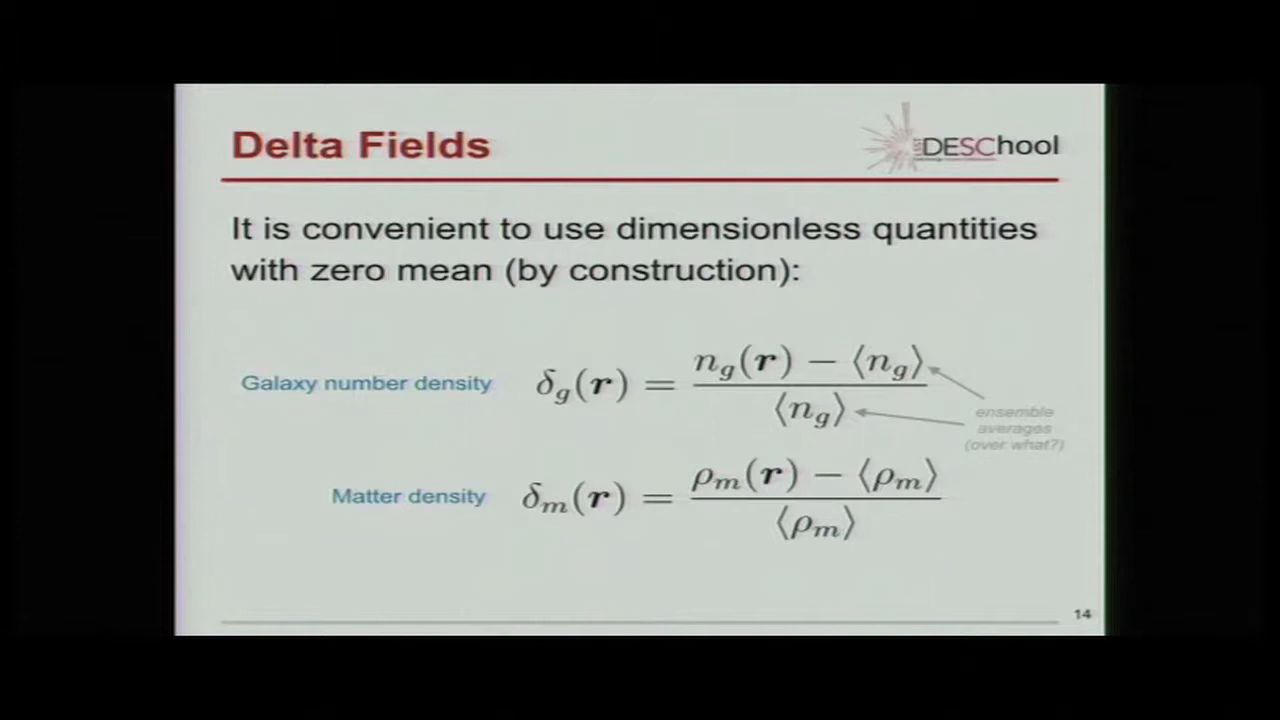 Delta Fields
DESChool
It is convenient to use dimensionless quantities
with zero mean (by construction):
Galaxy number density δ_g(r) = (n_g(r) − ⟨n_g⟩) / ⟨n_g⟩
ensemble
averages
(over what?)
Matter density δ_m(r) = (ρ_m(r) − ⟨ρ_m⟩) / ⟨ρ_m⟩
14